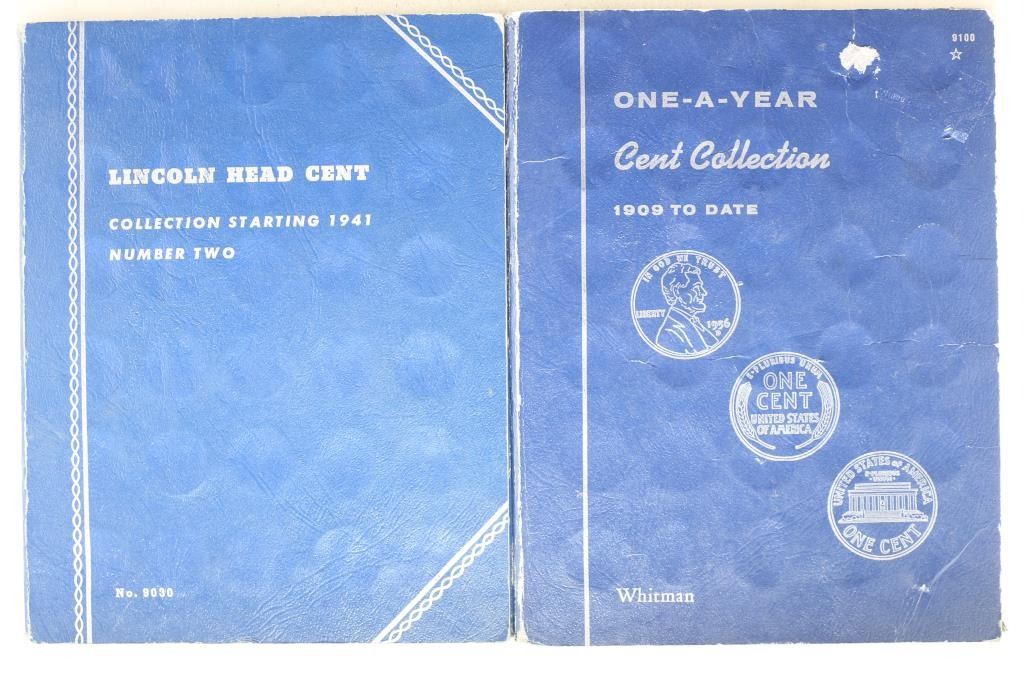 LINCOLN HEAD CENT
COLLECTION STARTING 1941
NUMBER TWO
No. 9030
9100
ONE-A-YEAR
Cent Collection
1909 TO DATE
IN GOD WE TRUST
LIBERTY
1956
D
E·PLURIBUS UNUM
ONE
CENT
UNITED STATES
OF AMERICA
UNITED STATES of AMERICA
E·PLURIBUS
UNUM
ONE CENT
Whitman